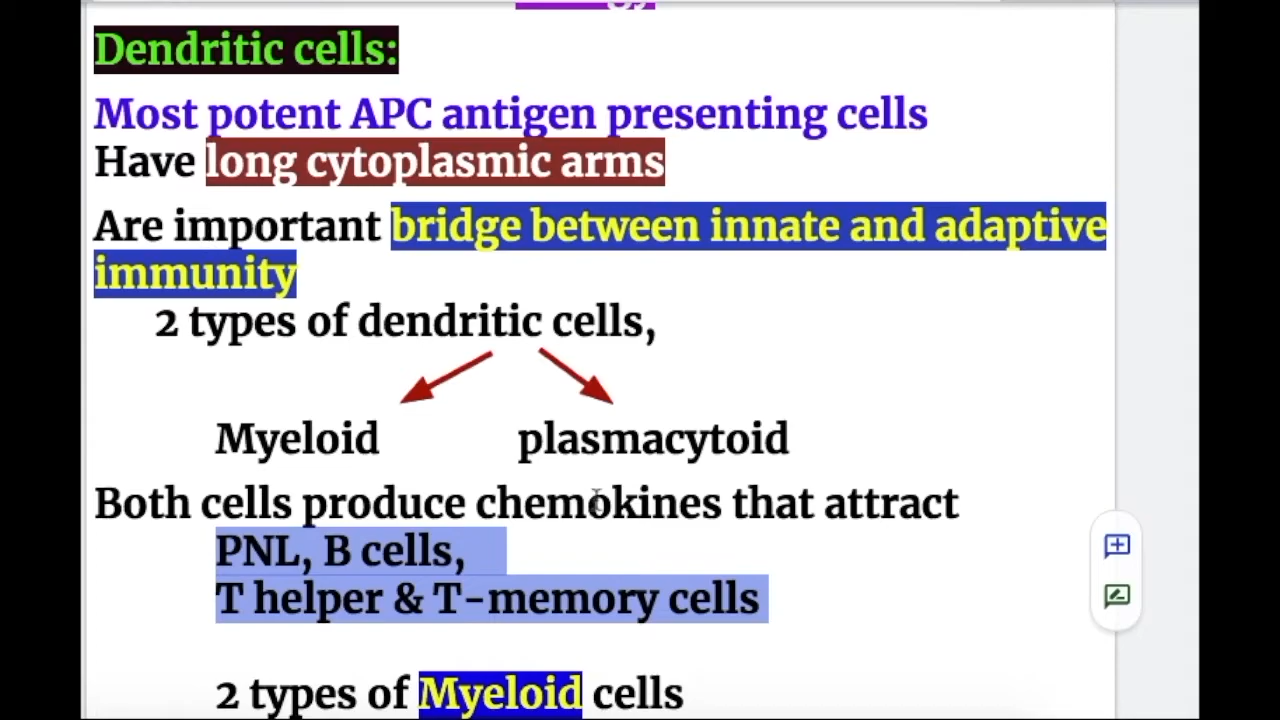 Dendritic cells:
Most potent APC antigen presenting cells
Have long cytoplasmic arms
Are important bridge between innate and adaptive
immunity
2 types of dendritic cells,
Myeloid plasmacytoid
Both cells produce chemokines that attract
PNL, B cells,
T helper & T-memory cells
2 types of Myeloid cells